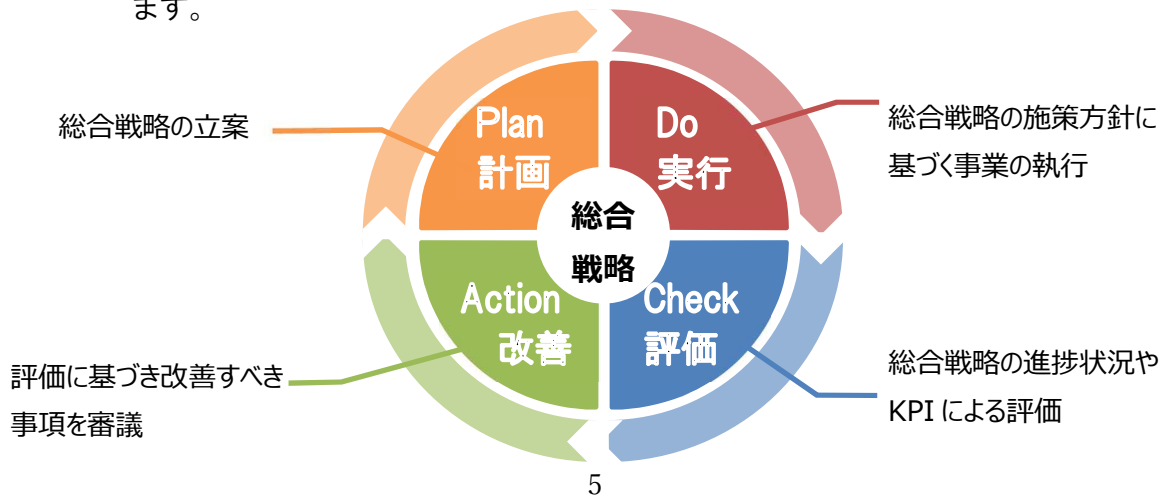 ます。
総合戦略の立案
Plan
計画
Do
実行
総合戦略の施策方針に
基づく事業の執行
総合
戦略
Action
改善
Check
評価
評価に基づき改善すべき
事項を審議
総合戦略の進捗状況や
KPI による評価
5